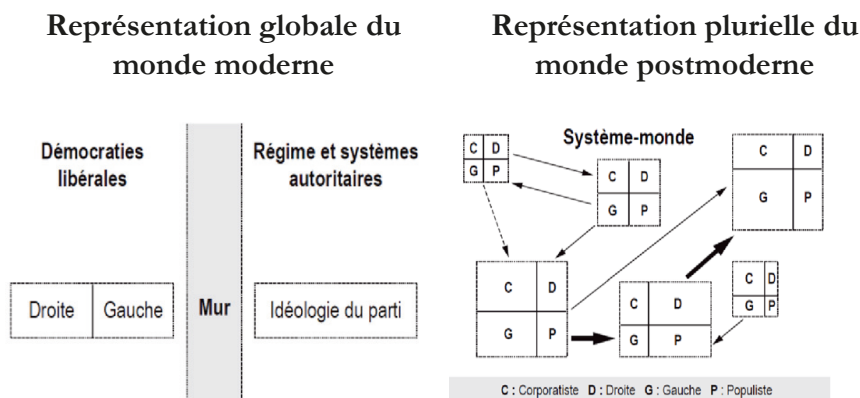 Représentation globale du
monde moderne
Démocraties
libérales
Régime et systèmes
autoritaires
Droite
Gauche
Mur
Idéologie du parti
Représentation plurielle du
monde postmoderne
Système-monde
C D
G P
C D
G P
C D
G P
C D
G P
C D
G P
C D
G P
C : Corporatiste D : Droite G : Gauche P : Populiste